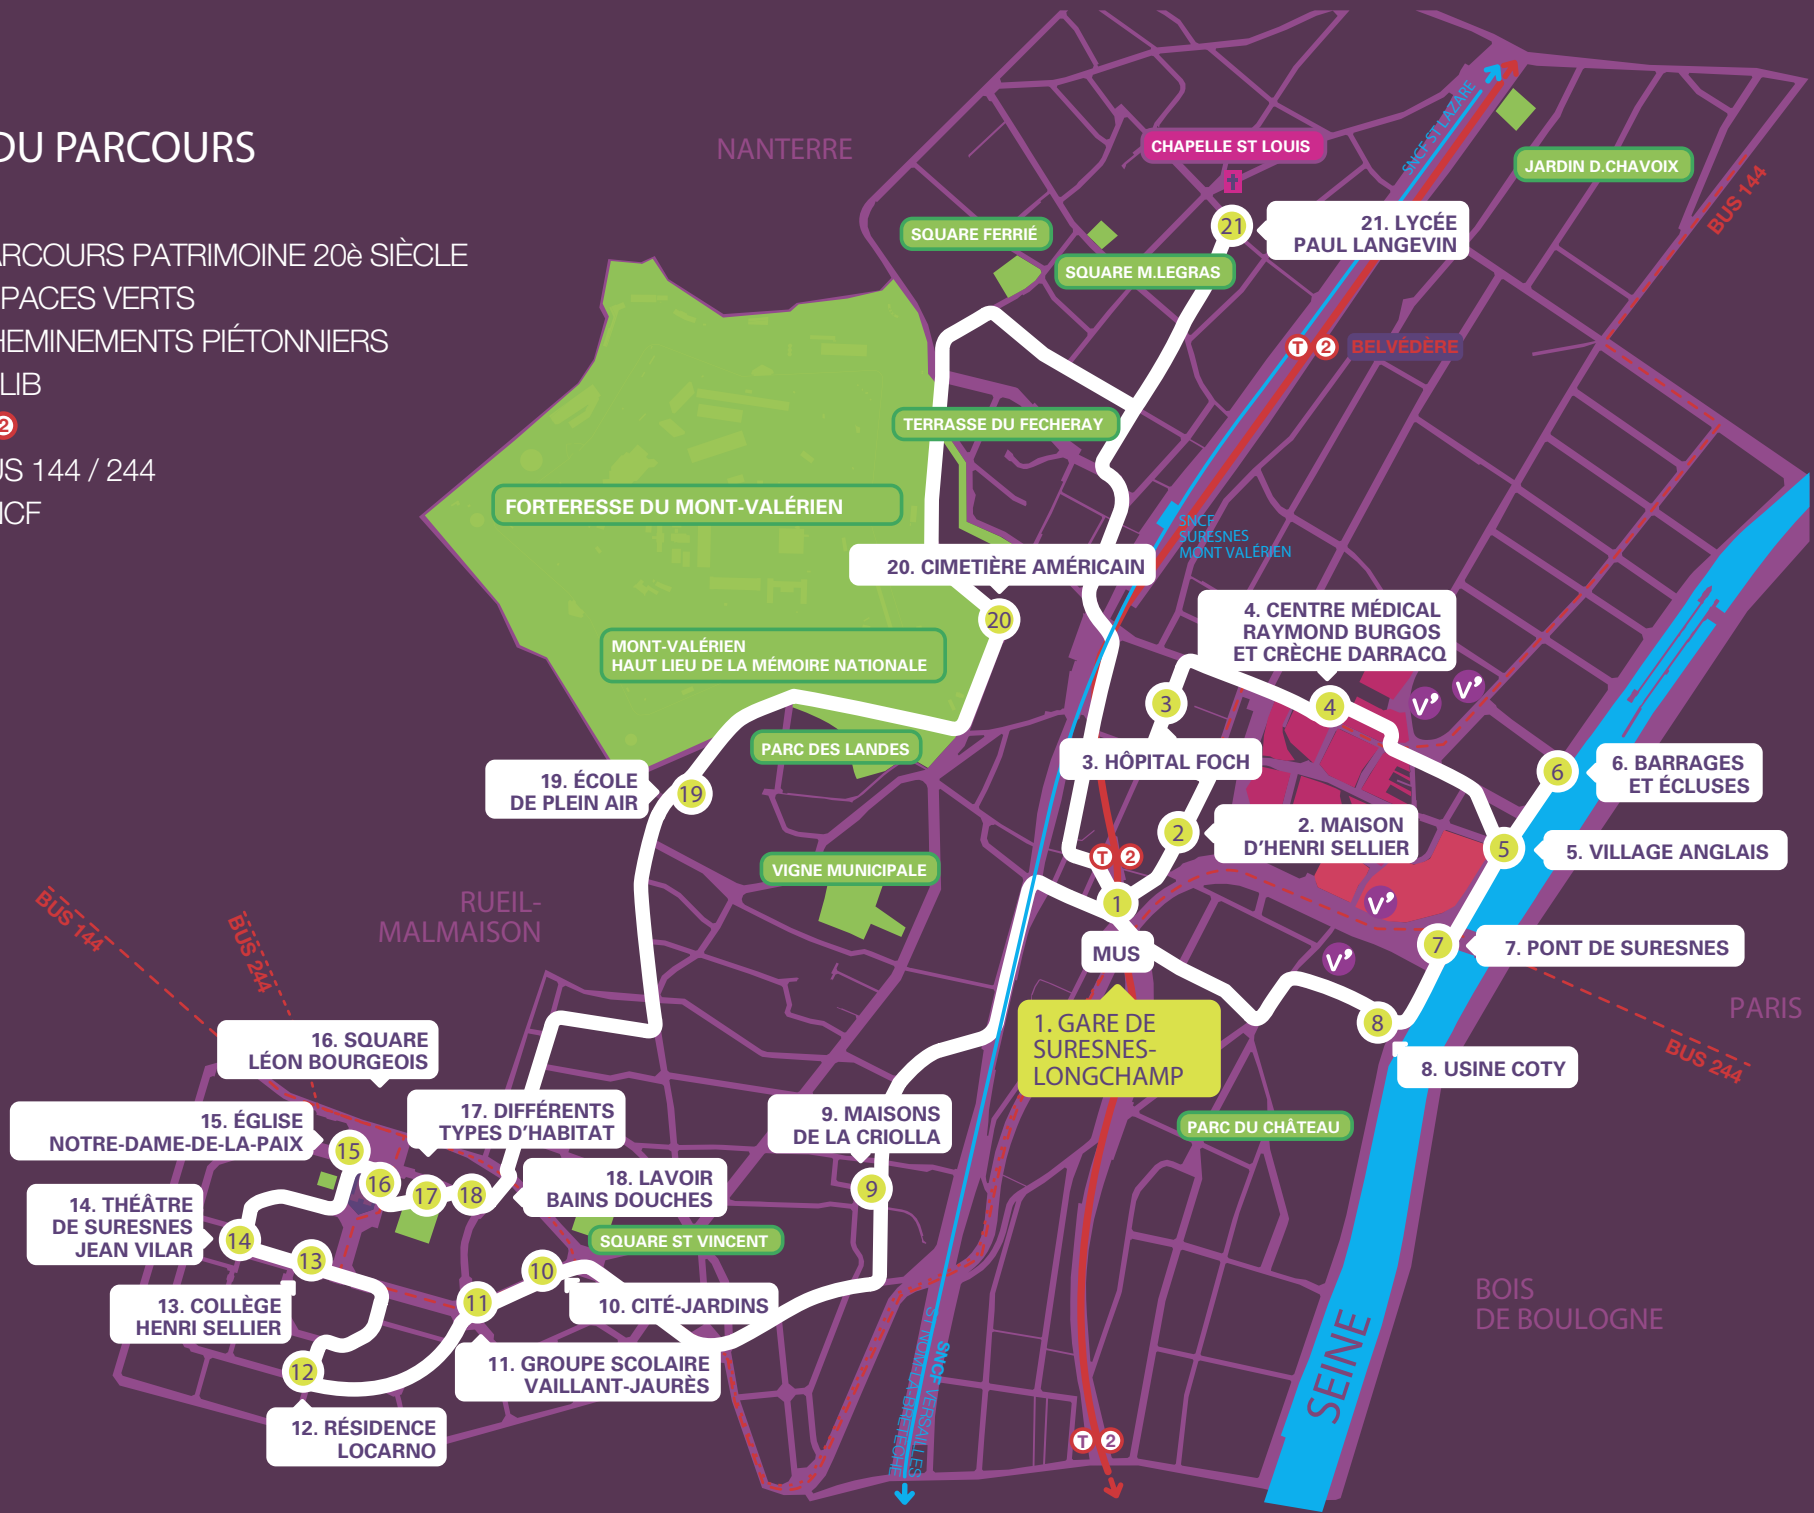 DU PARCOURS
ARCOURS PATRIMOINE 20è SIÈCLE
PACES VERTS
HEMINEMENTS PIÉTONNIERS
LIB
2
US 144 / 244
NCF
NANTERRE
CHAPELLE ST LOUIS
SNCF ST LAZARE
JARDIN D.CHAVOIX
BUS 144
SQUARE FERRIÉ
SQUARE M.LEGRAS
21
21. LYCÉE
PAUL LANGEVIN
T 2 BELVÉDÈRE
TERRASSE DU FECHERAY
FORTERESSE DU MONT-VALÉRIEN
SNCF
SURESNES
MONT VALÉRIEN
20. CIMETIÈRE AMÉRICAIN
20
MONT-VALÉRIEN
HAUT LIEU DE LA MÉMOIRE NATIONALE
4. CENTRE MÉDICAL
RAYMOND BURGOS
ET CRÈCHE DARRACQ
3
4
V'
V'
PARC DES LANDES
3. HÔPITAL FOCH
19. ÉCOLE
DE PLEIN AIR
19
6
6. BARRAGES
ET ÉCLUSES
2
2. MAISON
D'HENRI SELLIER
5
5. VILLAGE ANGLAIS
T 2
VIGNE MUNICIPALE
1
V'
RUEIL-
MALMAISON
BUS 144
BUS 244
MUS
V'
7
7. PONT DE SURESNES
PARIS
BUS 244
1. GARE DE
SURESNES-
LONGCHAMP
8
8. USINE COTY
16. SQUARE
LÉON BOURGEOIS
15. ÉGLISE
NOTRE-DAME-DE-LA-PAIX
17. DIFFÉRENTS
TYPES D'HABITAT
9. MAISONS
DE LA CRIOLLA
PARC DU CHÂTEAU
15
16
17
18
18. LAVOIR
BAINS DOUCHES
9
14. THÉÂTRE
DE SURESNES
JEAN VILAR
14
13
SQUARE ST VINCENT
10
10. CITÉ-JARDINS
11
13. COLLÈGE
HENRI SELLIER
11. GROUPE SCOLAIRE
VAILLANT-JAURÈS
12
12. RÉSIDENCE
LOCARNO
SNCF VERSAILLES
ST NOM-LA-BRETECHE
T 2
SEINE
BOIS
DE BOULOGNE